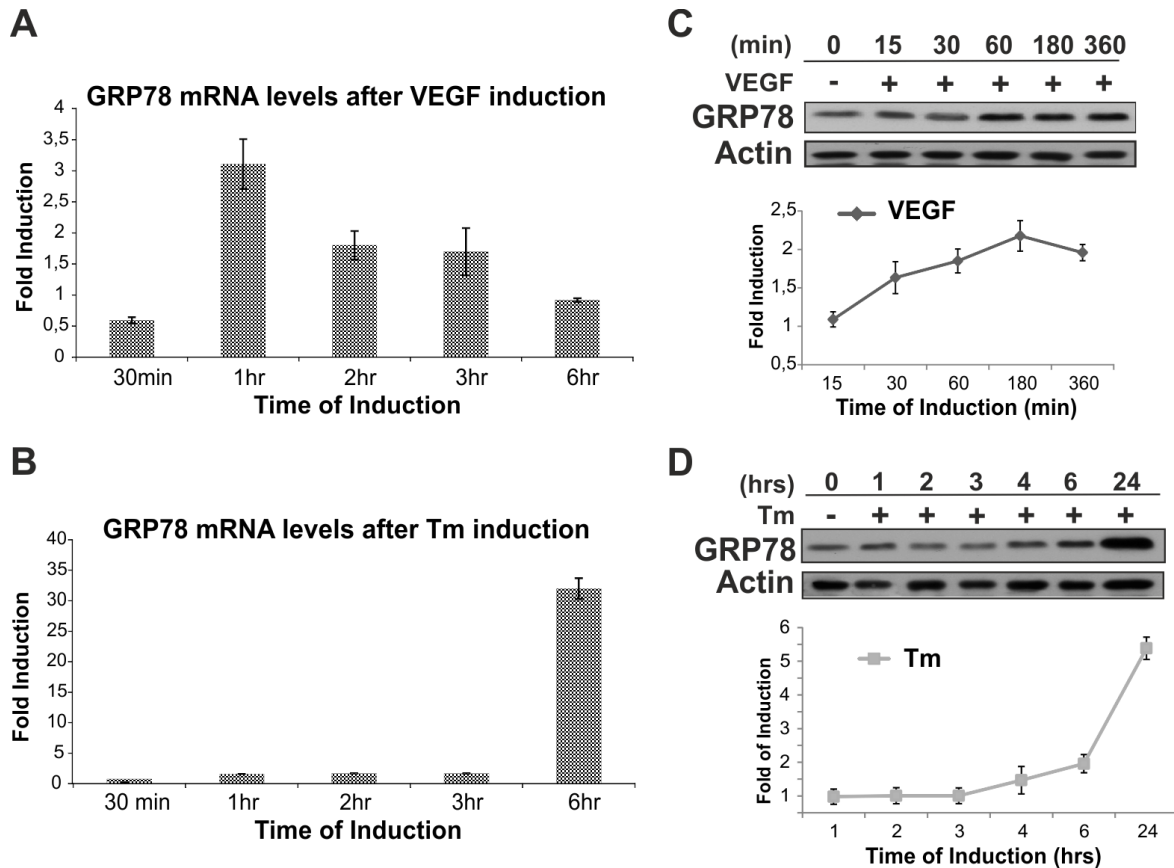 A
GRP78 mRNA levels after VEGF induction
Fold Induction
4
3,5
3
2,5
2
1,5
1
0,5
0
30min 1hr 2hr 3hr 6hr
Time of Induction
B
GRP78 mRNA levels after Tm induction
Fold Induction
40
35
30
25
20
15
10
5
0
30 min 1hr 2hr 3hr 6hr
Time of Induction
C
(min) 0 15 30 60 180 360
VEGF - + + + + +
GRP78
Actin
VEGF
Fold Induction
2,5
2
1,5
1
0,5
15 30 60 180 360
Time of Induction (min)
D
(hrs) 0 1 2 3 4 6 24
Tm - + + + + + +
GRP78
Actin
Tm
Fold of Induction
6
5
4
3
2
1
1 2 3 4 6 24
Time of Induction (hrs)